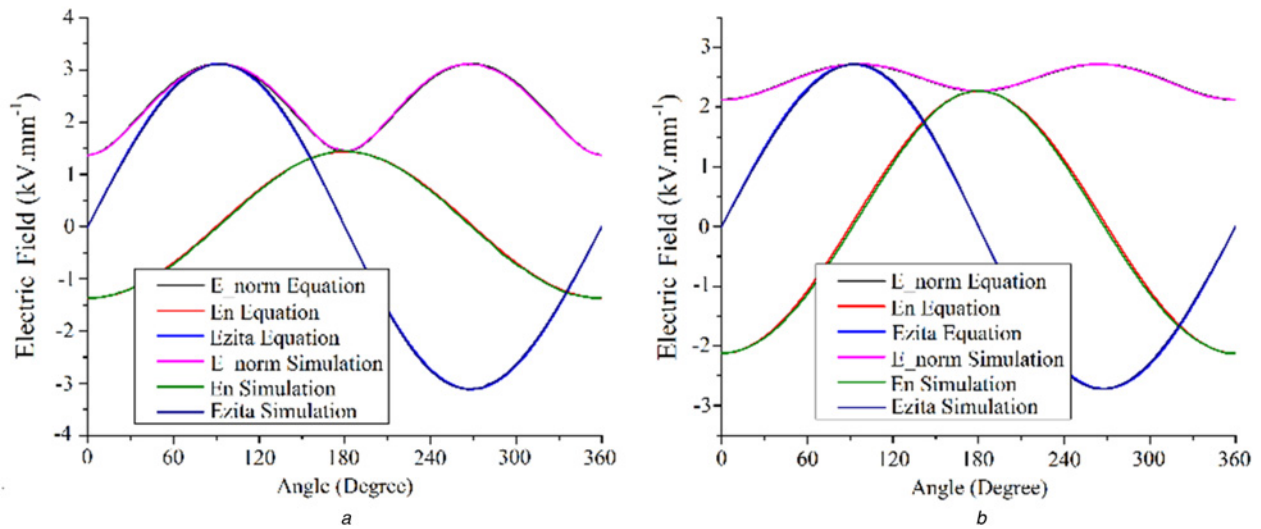 4
3
2
1
0
-1
-2
-3
-4
Electric Field (kV.mm⁻¹)
E_norm Equation
En Equation
Ezita Equation
E_norm Simulation
En Simulation
Ezita Simulation
0 60 120 180 240 300 360
Angle (Degree)
a
3
2
1
0
-1
-2
-3
Electric Field (kV.mm⁻¹)
E_norm Equation
En Equation
Ezita Equation
E_norm Simulation
En Simulation
Ezita Simulation
0 60 120 180 240 300 360
Angle (Degree)
b